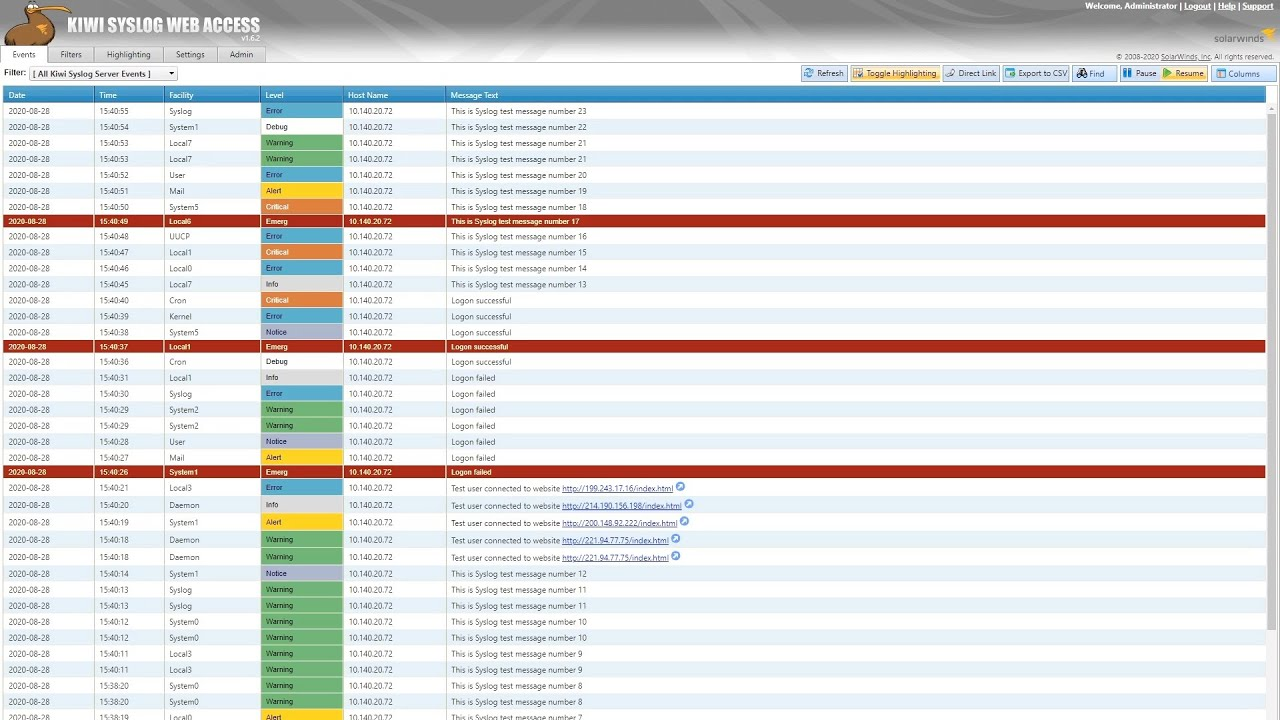 Welcome, Administrator | Logout | Help | Support
KIWI SYSLOG WEB ACCESS
v1.6.2
solarwinds
Events Filters Highlighting Settings Admin
© 2008-2020 SolarWinds, Inc. All rights reserved.
Filter: [ All Kiwi Syslog Server Events ] Refresh Toggle Highlighting Direct Link Export to CSV Find Pause Resume Columns
Date Time Facility Level Host Name Message Text
2020-08-28 15:40:55 Syslog Error 10.140.20.72 This is Syslog test message number 23
2020-08-28 15:40:54 System1 Debug 10.140.20.72 This is Syslog test message number 22
2020-08-28 15:40:53 Local7 Warning 10.140.20.72 This is Syslog test message number 21
2020-08-28 15:40:53 Local7 Warning 10.140.20.72 This is Syslog test message number 21
2020-08-28 15:40:52 User Error 10.140.20.72 This is Syslog test message number 20
2020-08-28 15:40:51 Mail Alert 10.140.20.72 This is Syslog test message number 19
2020-08-28 15:40:50 System5 Critical 10.140.20.72 This is Syslog test message number 18
2020-08-28 15:40:49 Local6 Emerg 10.140.20.72 This is Syslog test message number 17
2020-08-28 15:40:48 UUCP Error 10.140.20.72 This is Syslog test message number 16
2020-08-28 15:40:47 Local1 Critical 10.140.20.72 This is Syslog test message number 15
2020-08-28 15:40:46 Local0 Error 10.140.20.72 This is Syslog test message number 14
2020-08-28 15:40:45 Local7 Info 10.140.20.72 This is Syslog test message number 13
2020-08-28 15:40:40 Cron Critical 10.140.20.72 Logon successful
2020-08-28 15:40:39 Kernel Error 10.140.20.72 Logon successful
2020-08-28 15:40:38 System5 Notice 10.140.20.72 Logon successful
2020-08-28 15:40:37 Local1 Emerg 10.140.20.72 Logon successful
2020-08-28 15:40:36 Cron Debug 10.140.20.72 Logon successful
2020-08-28 15:40:31 Local1 Info 10.140.20.72 Logon failed
2020-08-28 15:40:30 Syslog Error 10.140.20.72 Logon failed
2020-08-28 15:40:29 System2 Warning 10.140.20.72 Logon failed
2020-08-28 15:40:29 System2 Warning 10.140.20.72 Logon failed
2020-08-28 15:40:28 User Notice 10.140.20.72 Logon failed
2020-08-28 15:40:27 Mail Alert 10.140.20.72 Logon failed
2020-08-28 15:40:26 System1 Emerg 10.140.20.72 Logon failed
2020-08-28 15:40:21 Local3 Error 10.140.20.72 Test user connected to website http://199.243.17.16/index.html
2020-08-28 15:40:20 Daemon Info 10.140.20.72 Test user connected to website http://214.190.156.198/index.html
2020-08-28 15:40:19 System1 Alert 10.140.20.72 Test user connected to website http://200.148.92.222/index.html
2020-08-28 15:40:18 Daemon Warning 10.140.20.72 Test user connected to website http://221.94.77.75/index.html
2020-08-28 15:40:18 Daemon Warning 10.140.20.72 Test user connected to website http://221.94.77.75/index.html
2020-08-28 15:40:14 System1 Notice 10.140.20.72 This is Syslog test message number 12
2020-08-28 15:40:13 Syslog Warning 10.140.20.72 This is Syslog test message number 11
2020-08-28 15:40:13 Syslog Warning 10.140.20.72 This is Syslog test message number 11
2020-08-28 15:40:12 System0 Warning 10.140.20.72 This is Syslog test message number 10
2020-08-28 15:40:12 System0 Warning 10.140.20.72 This is Syslog test message number 10
2020-08-28 15:40:11 Local3 Warning 10.140.20.72 This is Syslog test message number 9
2020-08-28 15:40:11 Local3 Warning 10.140.20.72 This is Syslog test message number 9
2020-08-28 15:38:20 System0 Warning 10.140.20.72 This is Syslog test message number 8
2020-08-28 15:38:20 System0 Warning 10.140.20.72 This is Syslog test message number 8
2020-08-28 15:38:19 Local0 Alert 10.140.20.72 This is Syslog test message number 7